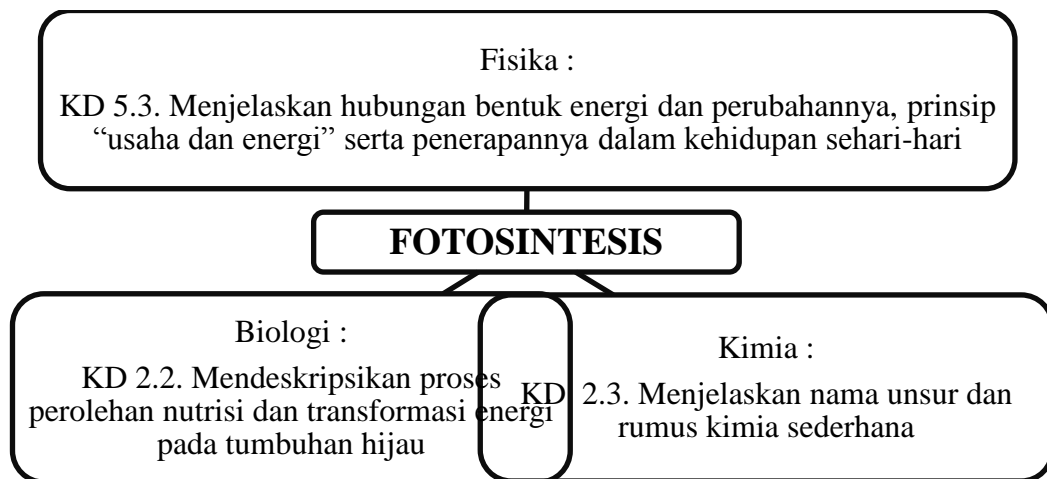 Fisika :
KD 5.3. Menjelaskan hubungan bentuk energi dan perubahannya, prinsip
“usaha dan energi” serta penerapannya dalam kehidupan sehari-hari
FOTOSINTESIS
Biologi :
KD 2.2. Mendeskripsikan proses
perolehan nutrisi dan transformasi energi
pada tumbuhan hijau
Kimia :
KD 2.3. Menjelaskan nama unsur dan
rumus kimia sederhana